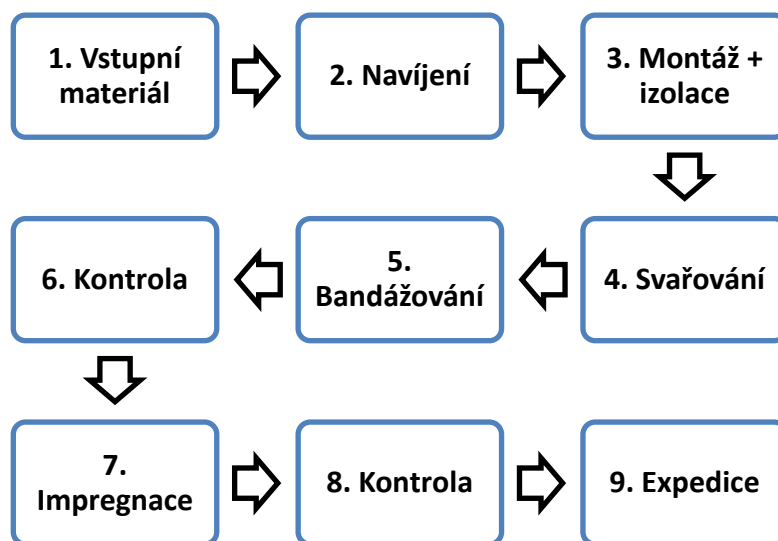 1. Vstupní
materiál
2. Navíjení
3. Montáž +
izolace
4. Svařování
5.
Bandážování
6. Kontrola
7.
Impregnace
8. Kontrola
9. Expedice